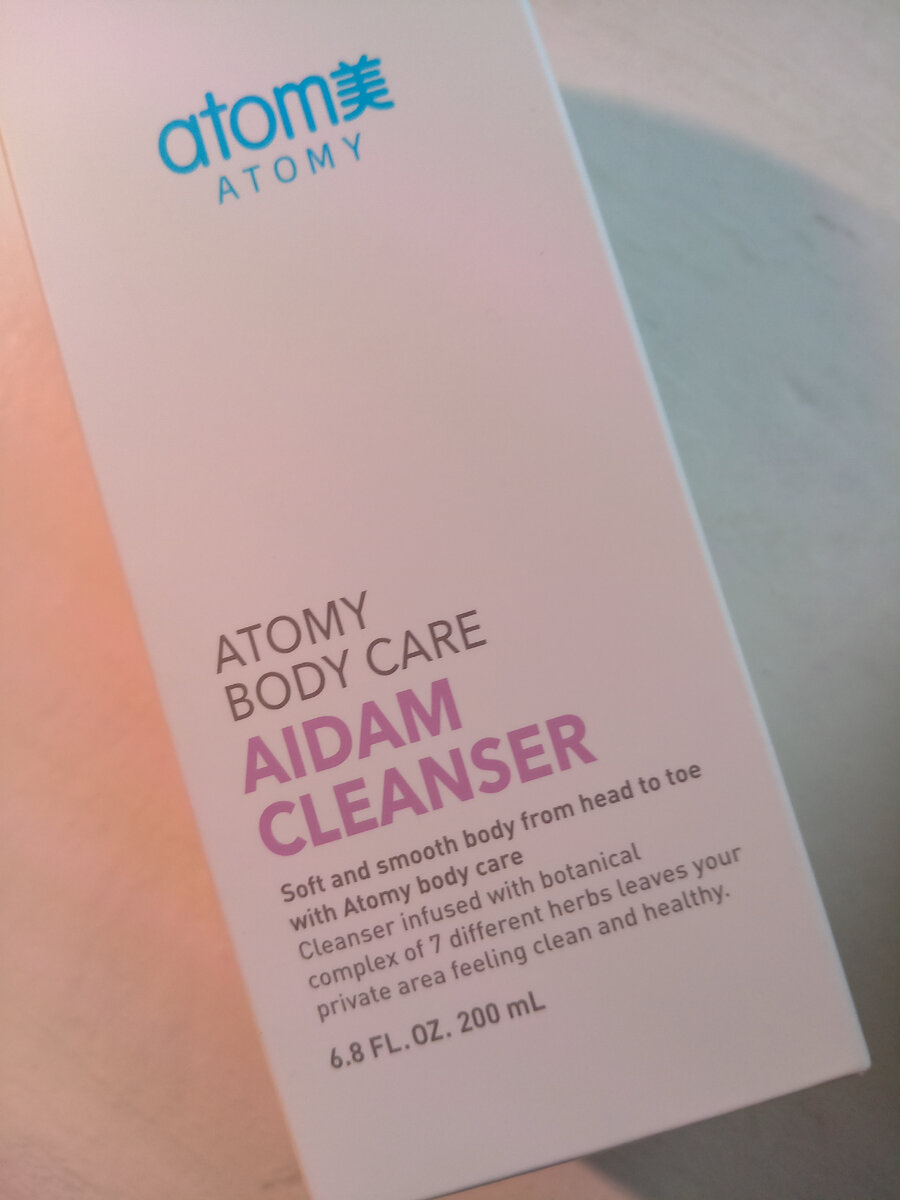 atom美
ATOMY
ATOMY
BODY CARE
AIDAM
CLEANSER
Soft and smooth body from head to toe
with Atomy body care
Cleanser infused with botanical
complex of 7 different herbs leaves your
private area feeling clean and healthy.
6.8 FL.OZ. 200 mL